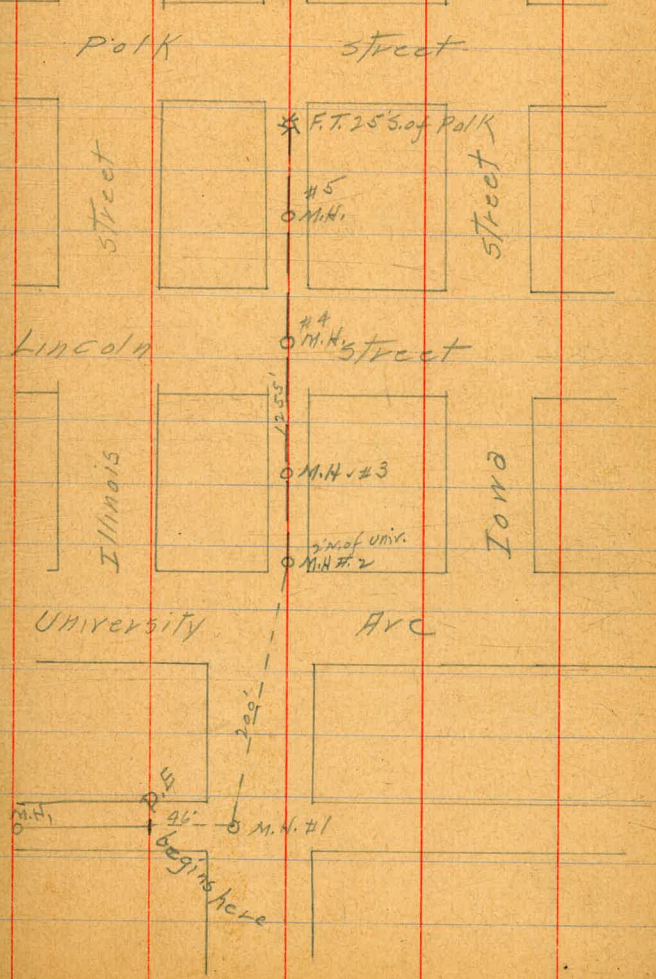 Polk Street
F.T. 25'S. of Polk
Street
Street
#5
M.H.
#4
M.H.
Lincoln Street
1255'
M.H. #3
Illinois
Iowa
2'N. of Univ.
M.H. #2
University Ave
200'
P.E
M.H.
46'
M.H. #1
begins here